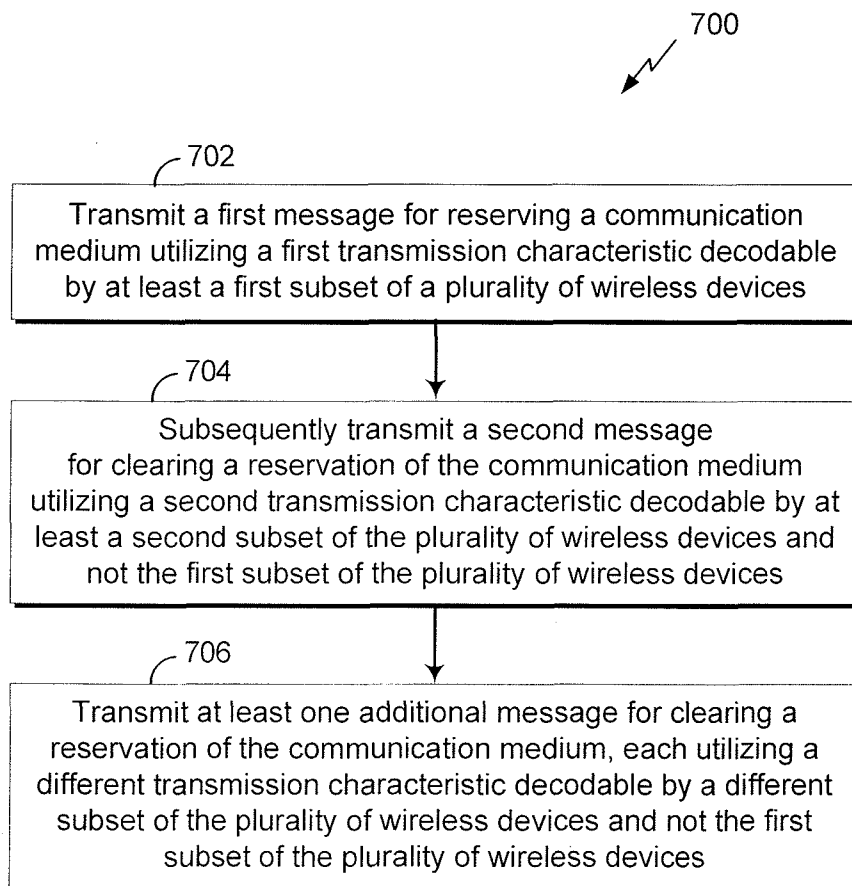 700
702
Transmit a first message for reserving a communication
medium utilizing a first transmission characteristic decodable
by at least a first subset of a plurality of wireless devices
704
Subsequently transmit a second message
for clearing a reservation of the communication medium
utilizing a second transmission characteristic decodable by at
least a second subset of the plurality of wireless devices and
not the first subset of the plurality of wireless devices
706
Transmit at least one additional message for clearing a
reservation of the communication medium, each utilizing a
different transmission characteristic decodable by a different
subset of the plurality of wireless devices and not the first
subset of the plurality of wireless devices